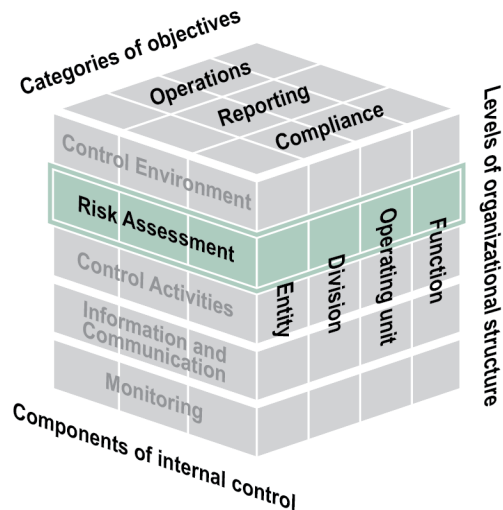 Categories of objectives
Operations
Reporting
Compliance
Control Environment
Risk Assessment
Control Activities
Information and
Communication
Monitoring
Components of internal control
Entity
Division
Operating unit
Function
Levels of organizational structure